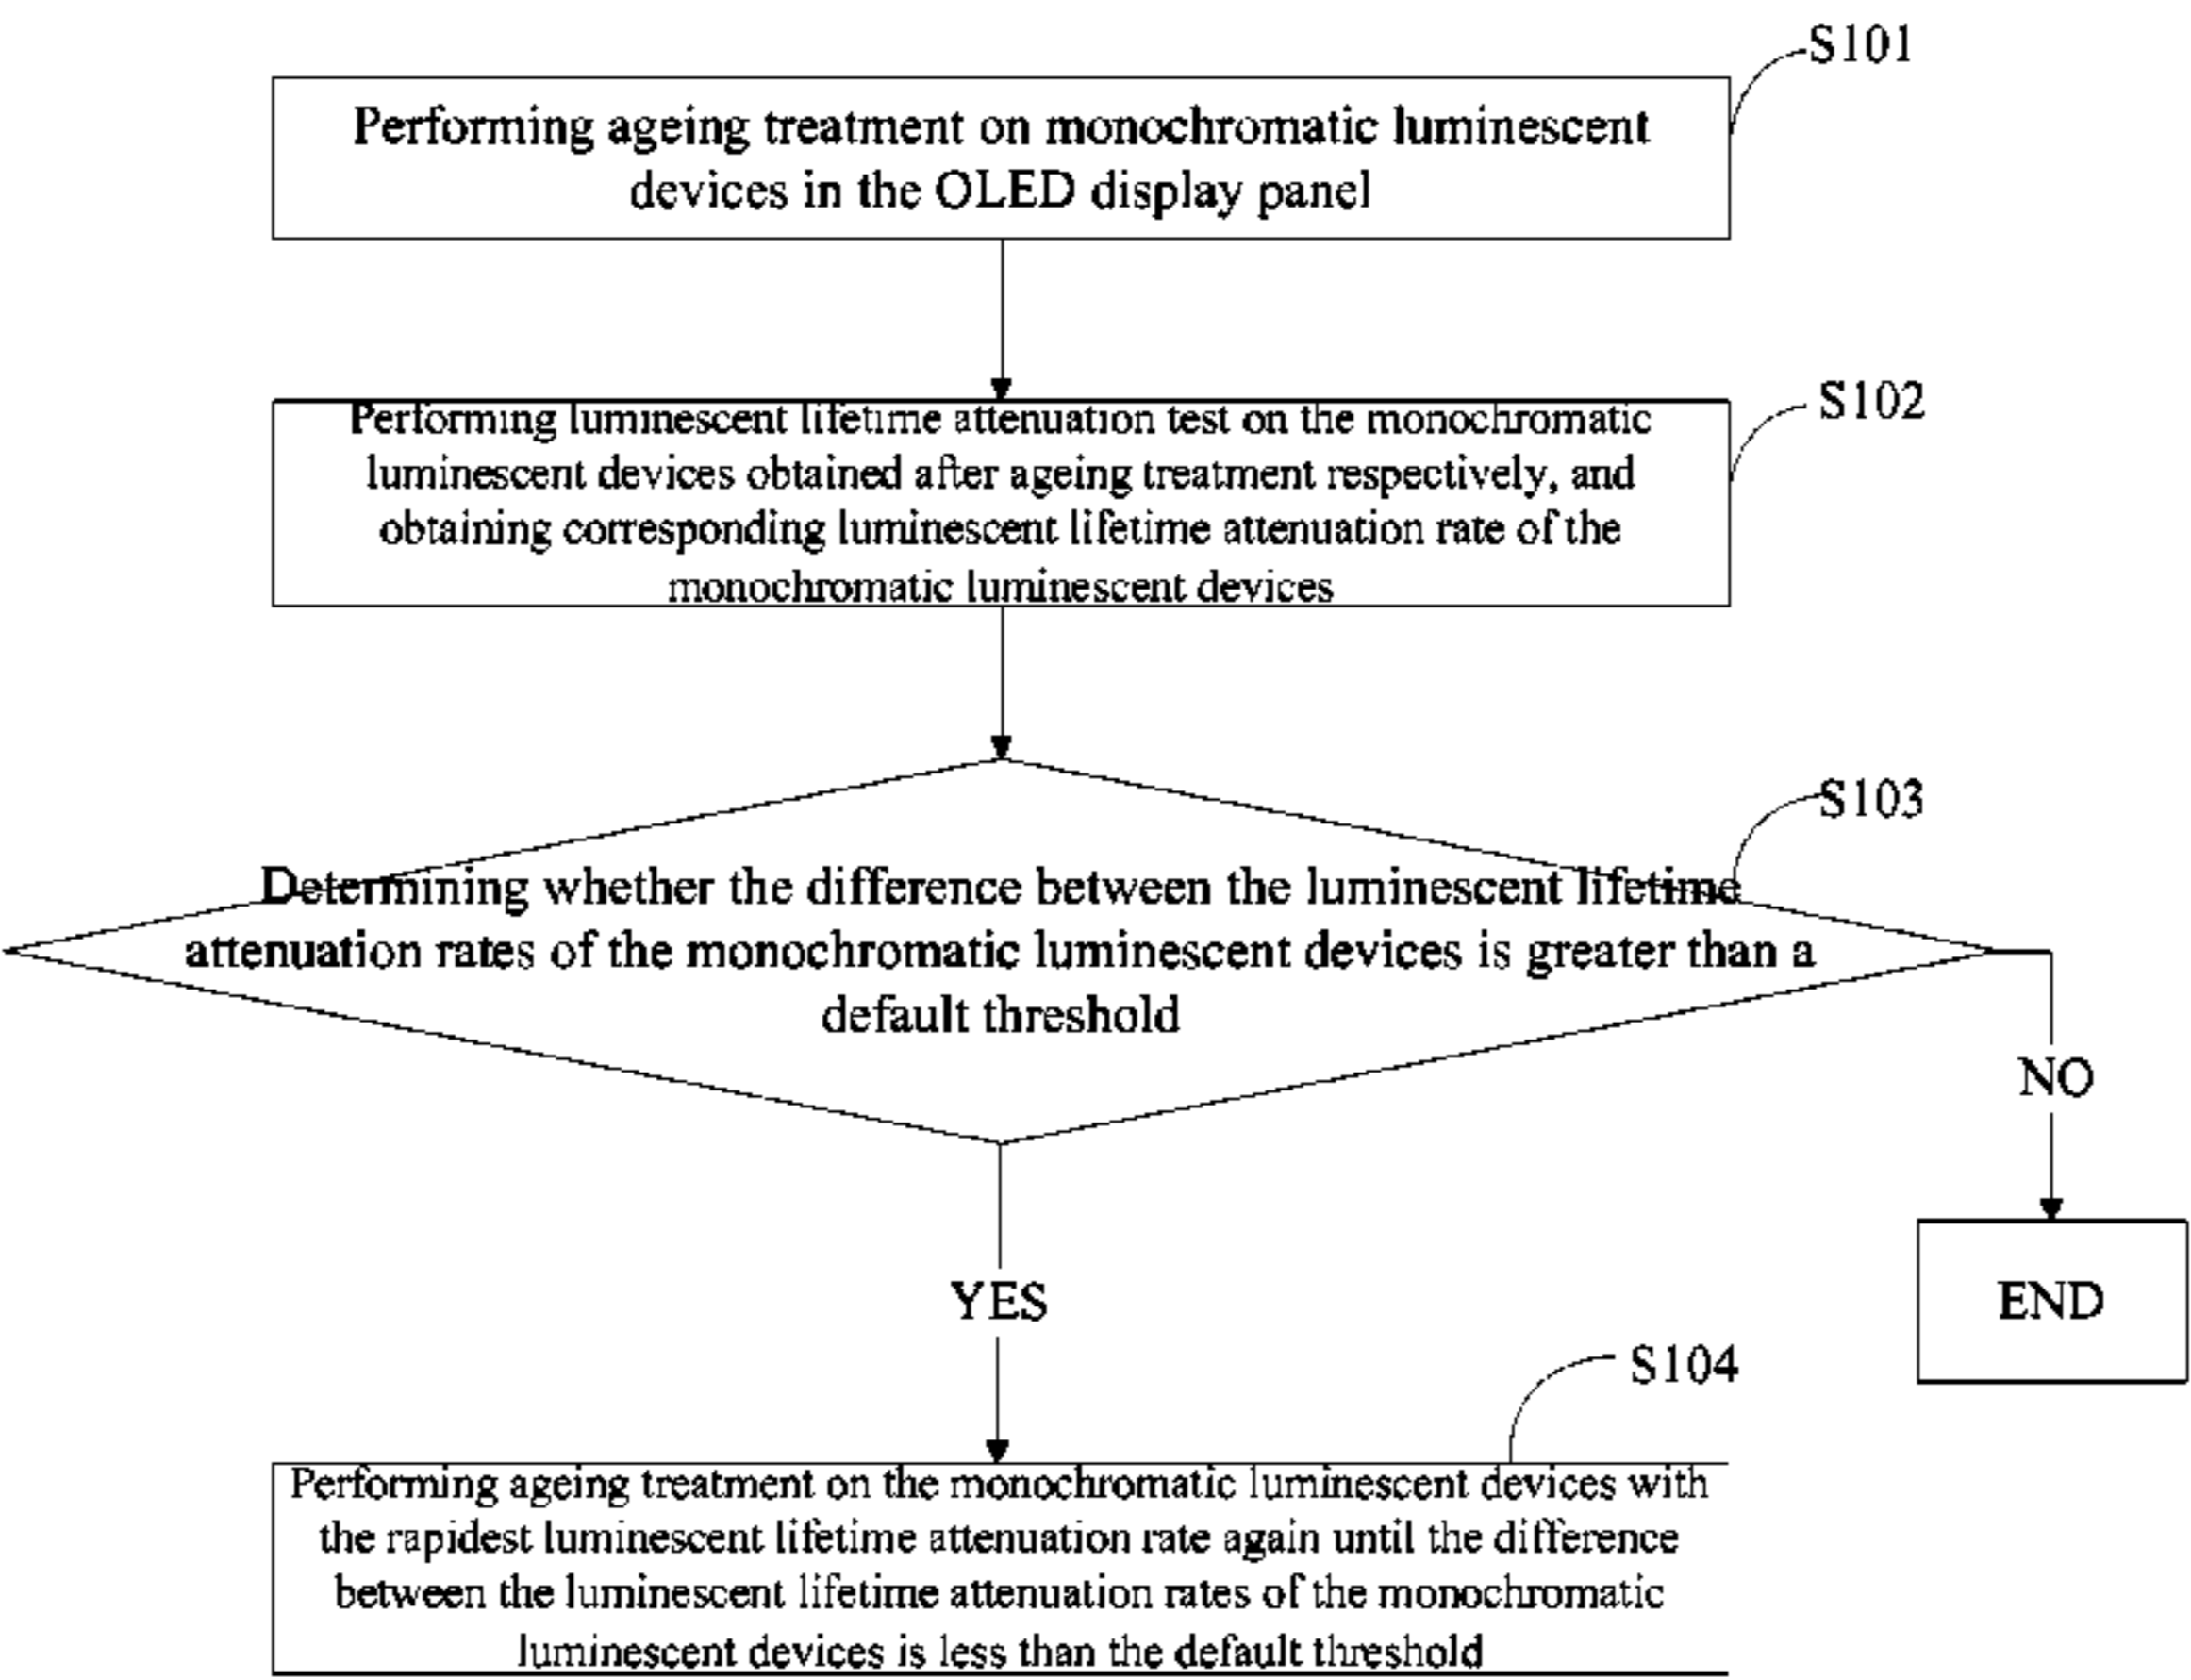 S101
Performing ageing treatment on monochromatic luminescent
devices in the OLED display panel
S102
Performing luminescent lifetime attenuation test on the monochromatic
luminescent devices obtained after ageing treatment respectively, and
obtaining corresponding luminescent lifetime attenuation rate of the
monochromatic luminescent devices
S103
Determining whether the difference between the luminescent lifetime
attenuation rates of the monochromatic luminescent devices is greater than a
default threshold
NO
END
YES
S104
Performing ageing treatment on the monochromatic luminescent devices with
the rapidest luminescent lifetime attenuation rate again until the difference
between the luminescent lifetime attenuation rates of the monochromatic
luminescent devices is less than the default threshold